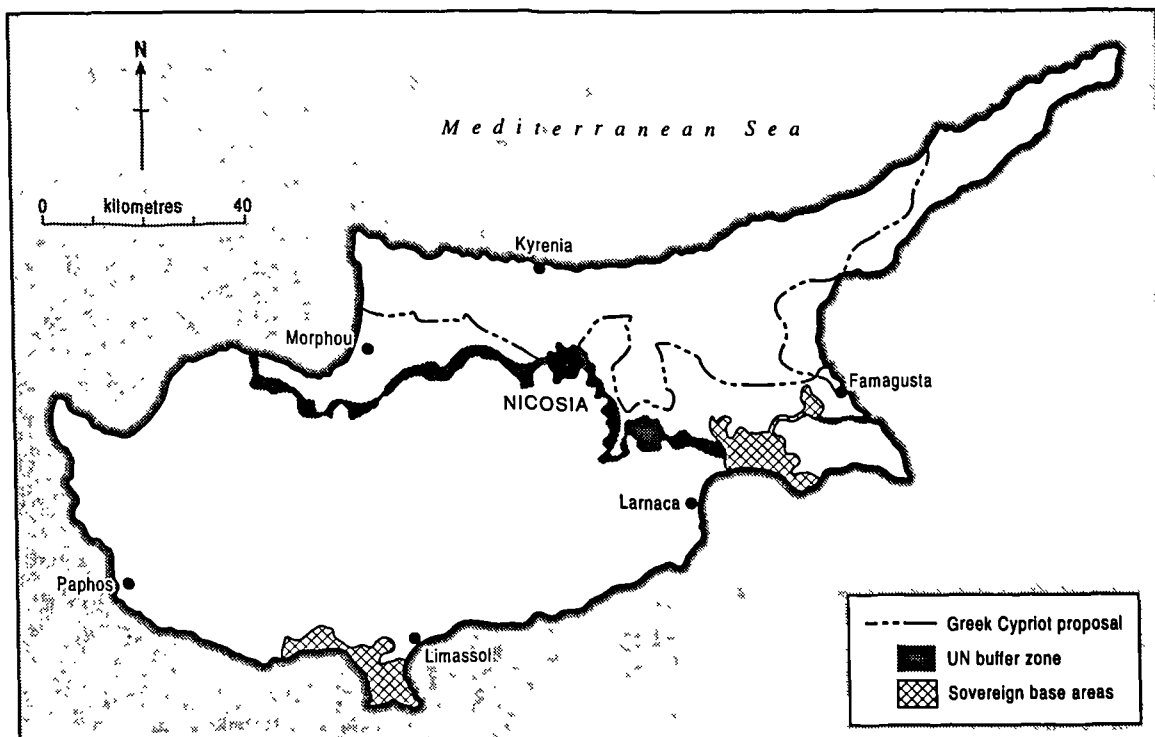 N
Mediterranean Sea
0 kilometres 40
Kyrenia
Morphou
NICOSIA
Famagusta
Larnaca
Paphos
Limassol
Greek Cypriot proposal
UN buffer zone
Sovereign base areas